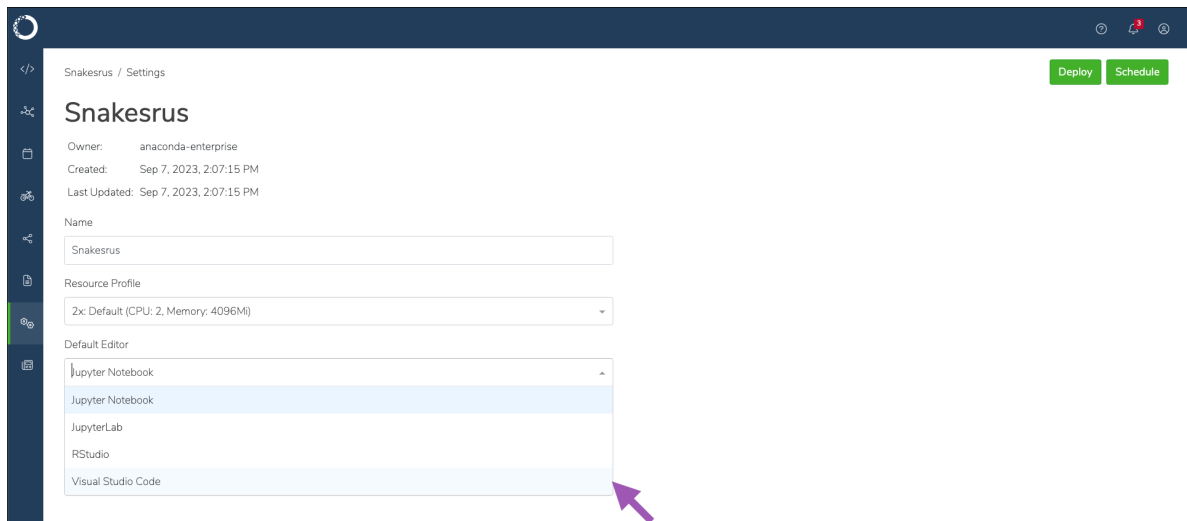 3
</>
Snakesrus / Settings
Deploy
Schedule
Snakesrus
Owner: anaconda-enterprise
Created: Sep 7, 2023, 2:07:15 PM
Last Updated: Sep 7, 2023, 2:07:15 PM
Name
Snakesrus
Resource Profile
2x: Default (CPU: 2, Memory: 4096Mi)
Default Editor
Jupyter Notebook
Jupyter Notebook
JupyterLab
RStudio
Visual Studio Code